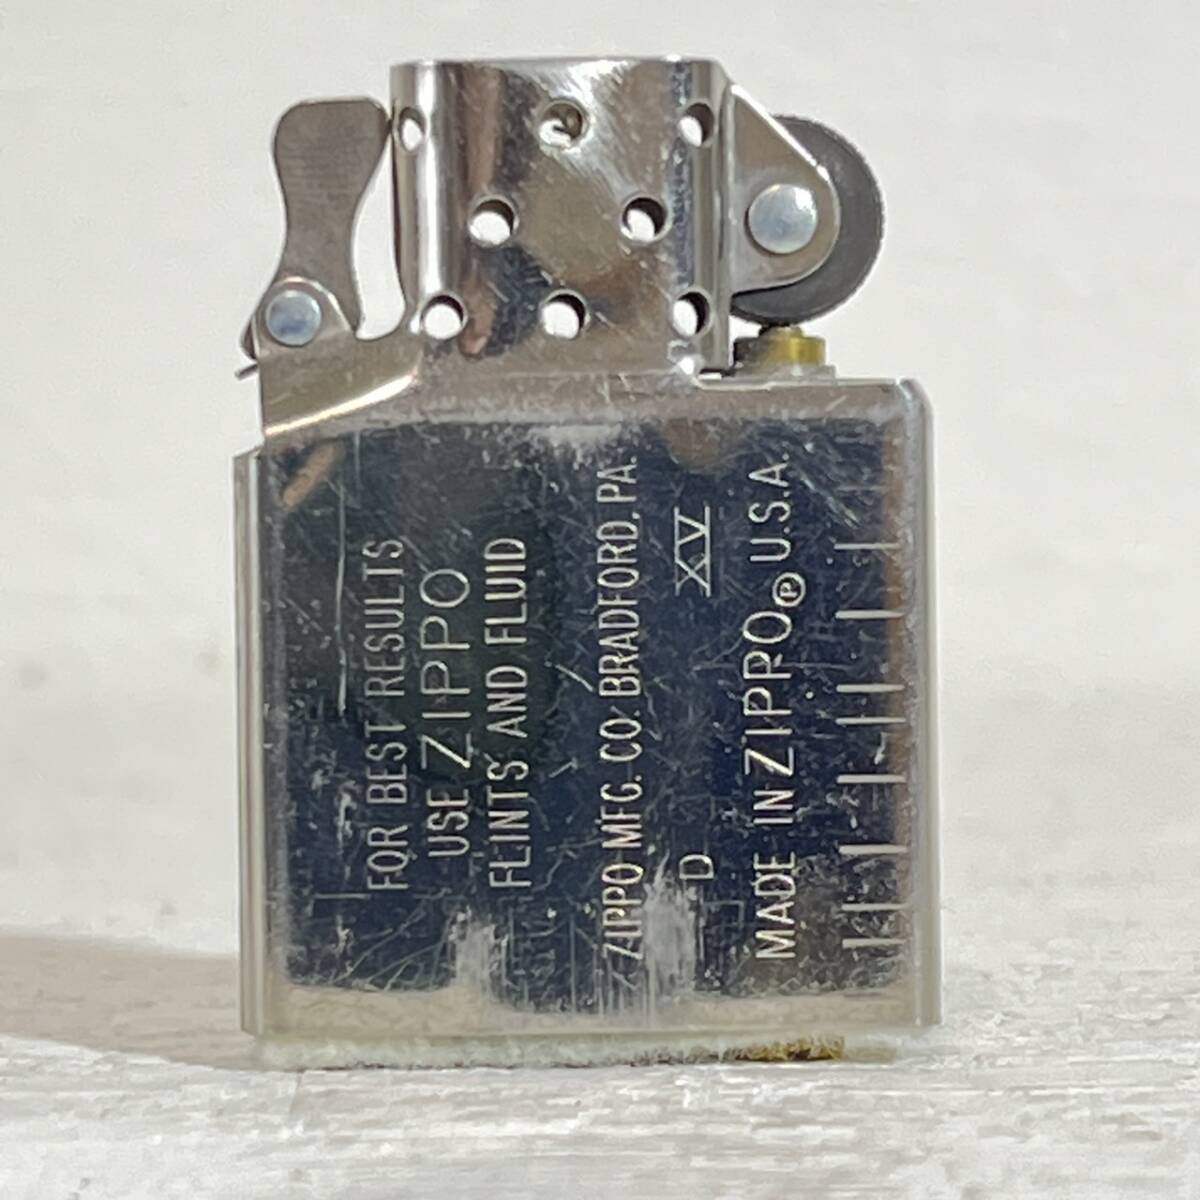 FOR BEST RESULTS
USE ZIPPO
FLINTS AND FLUID
ZIPPO MFG. CO. BRADFORD, PA.
D XV
MADE IN ZIPPO Ⓟ U.S.A.